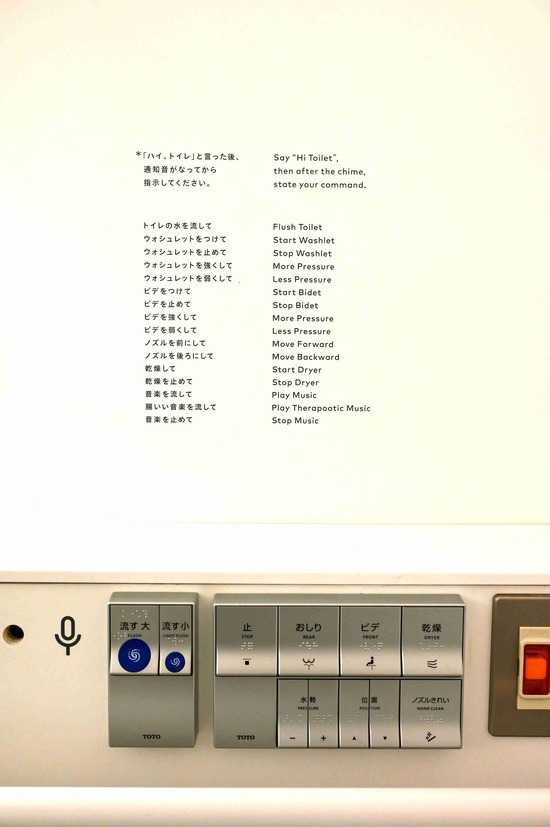 *「ハイ、トイレ」と言った後、
通知音がなってから
指示してください。
Say “Hi Toilet”,
then after the chime,
state your command.
トイレの水を流して
Flush Toilet
ウォシュレットをつけて
Start Washlet
ウォシュレットを止めて
Stop Washlet
ウォシュレットを強くして
More Pressure
ウォシュレットを弱くして
Less Pressure
ビデをつけて
Start Bidet
ビデを止めて
Stop Bidet
ビデを強くして
More Pressure
ビデを弱くして
Less Pressure
ノズルを前にして
Move Forward
ノズルを後ろにして
Move Backward
乾燥して
Start Dryer
乾燥を止めて
Stop Dryer
音楽を流して
Play Music
腸いい音楽を流して
Play Therapootic Music
音楽を止めて
Stop Music
流す 大
FLUSH
流す 小
LIGHT FLUSH
TOTO
止
STOP
おしり
REAR
ビデ
FRONT
乾燥
DRYER
水勢
PRESSURE
− +
位置
POSITION
▲ ▼
ノズルきれい
WAND CLEAN
TOTO